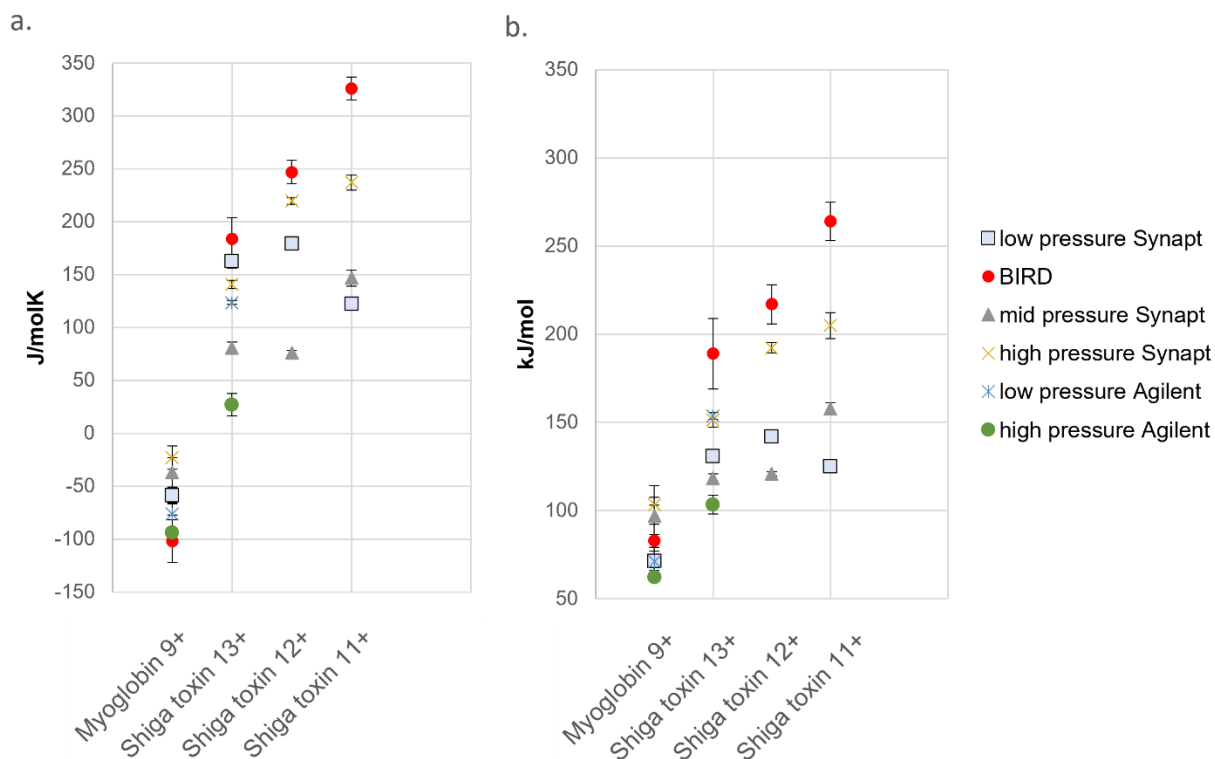 a.
350
300
250
200
150
100
50
0
-50
-100
-150
J/molK
Myoglobin 9+
Shiga toxin 13+
Shiga toxin 12+
Shiga toxin 11+
b.
350
300
250
200
150
100
50
kJ/mol
Myoglobin 9+
Shiga toxin 13+
Shiga toxin 12+
Shiga toxin 11+
low pressure Synapt
BIRD
mid pressure Synapt
high pressure Synapt
low pressure Agilent
high pressure Agilent